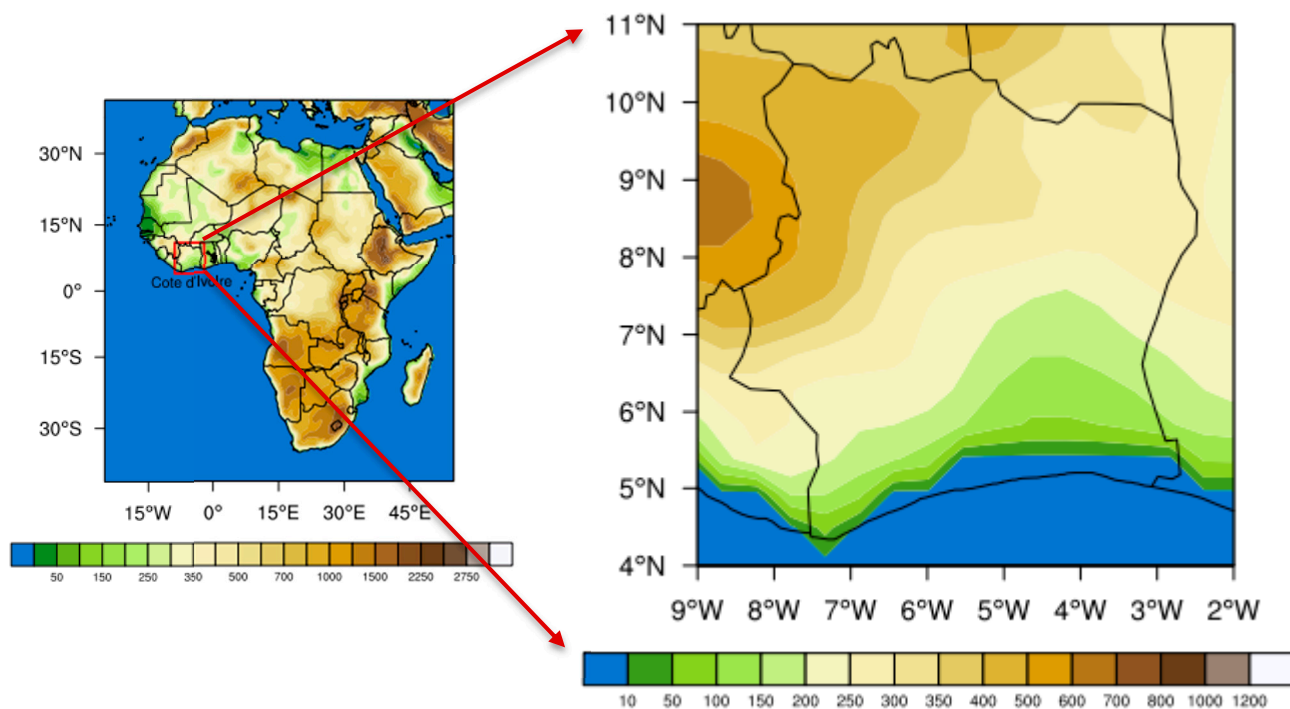 30°N
15°N
0°
15°S
30°S
Cote d'Ivoire
15°W 0° 15°E 30°E 45°E
50 150 250 350 500 700 1000 1500 2250 2750
11°N
10°N
9°N
8°N
7°N
6°N
5°N
4°N
9°W 8°W 7°W 6°W 5°W 4°W 3°W 2°W
10 50 100 150 200 250 300 350 400 500 600 700 800 1000 1200